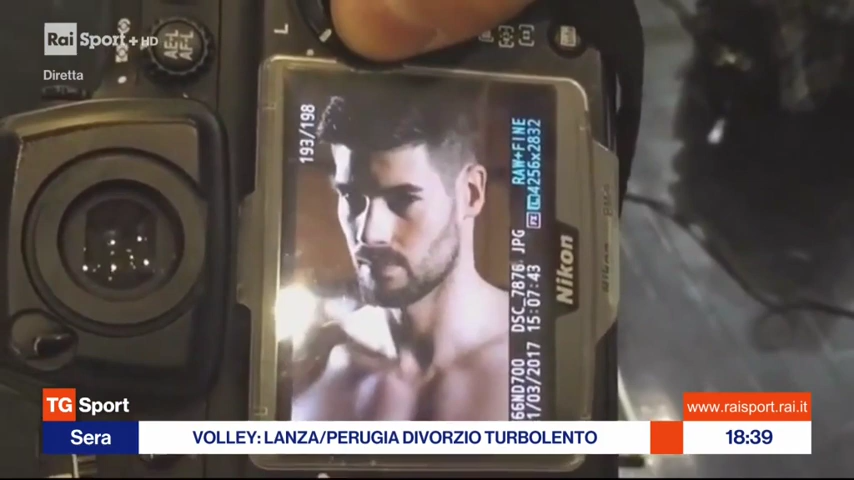 Rai Sport + HD
Diretta
AE-L
AF-L
193/198
RAW+FINE
4256x2832
DSC_7876 JPG
15:07:43
Nikon
TG Sport
www.raisport.rai.it
Sera
VOLLEY: LANZA/PERUGIA DIVORZIO TURBOLENTO
18:39